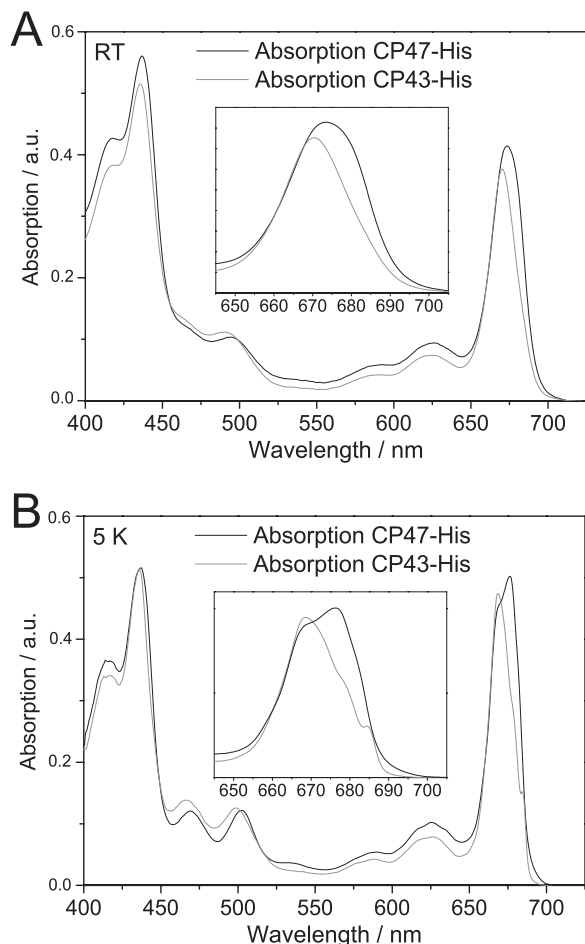 A
RT
Absorption CP47-His
Absorption CP43-His
Absorption / a.u.
0.6
0.4
0.2
0.0
650 660 670 680 690 700
400 450 500 550 600 650 700
Wavelength / nm
B
5 K
Absorption CP47-His
Absorption CP43-His
Absorption / a.u.
0.6
0.4
0.2
0.0
650 660 670 680 690 700
400 450 500 550 600 650 700
Wavelength / nm